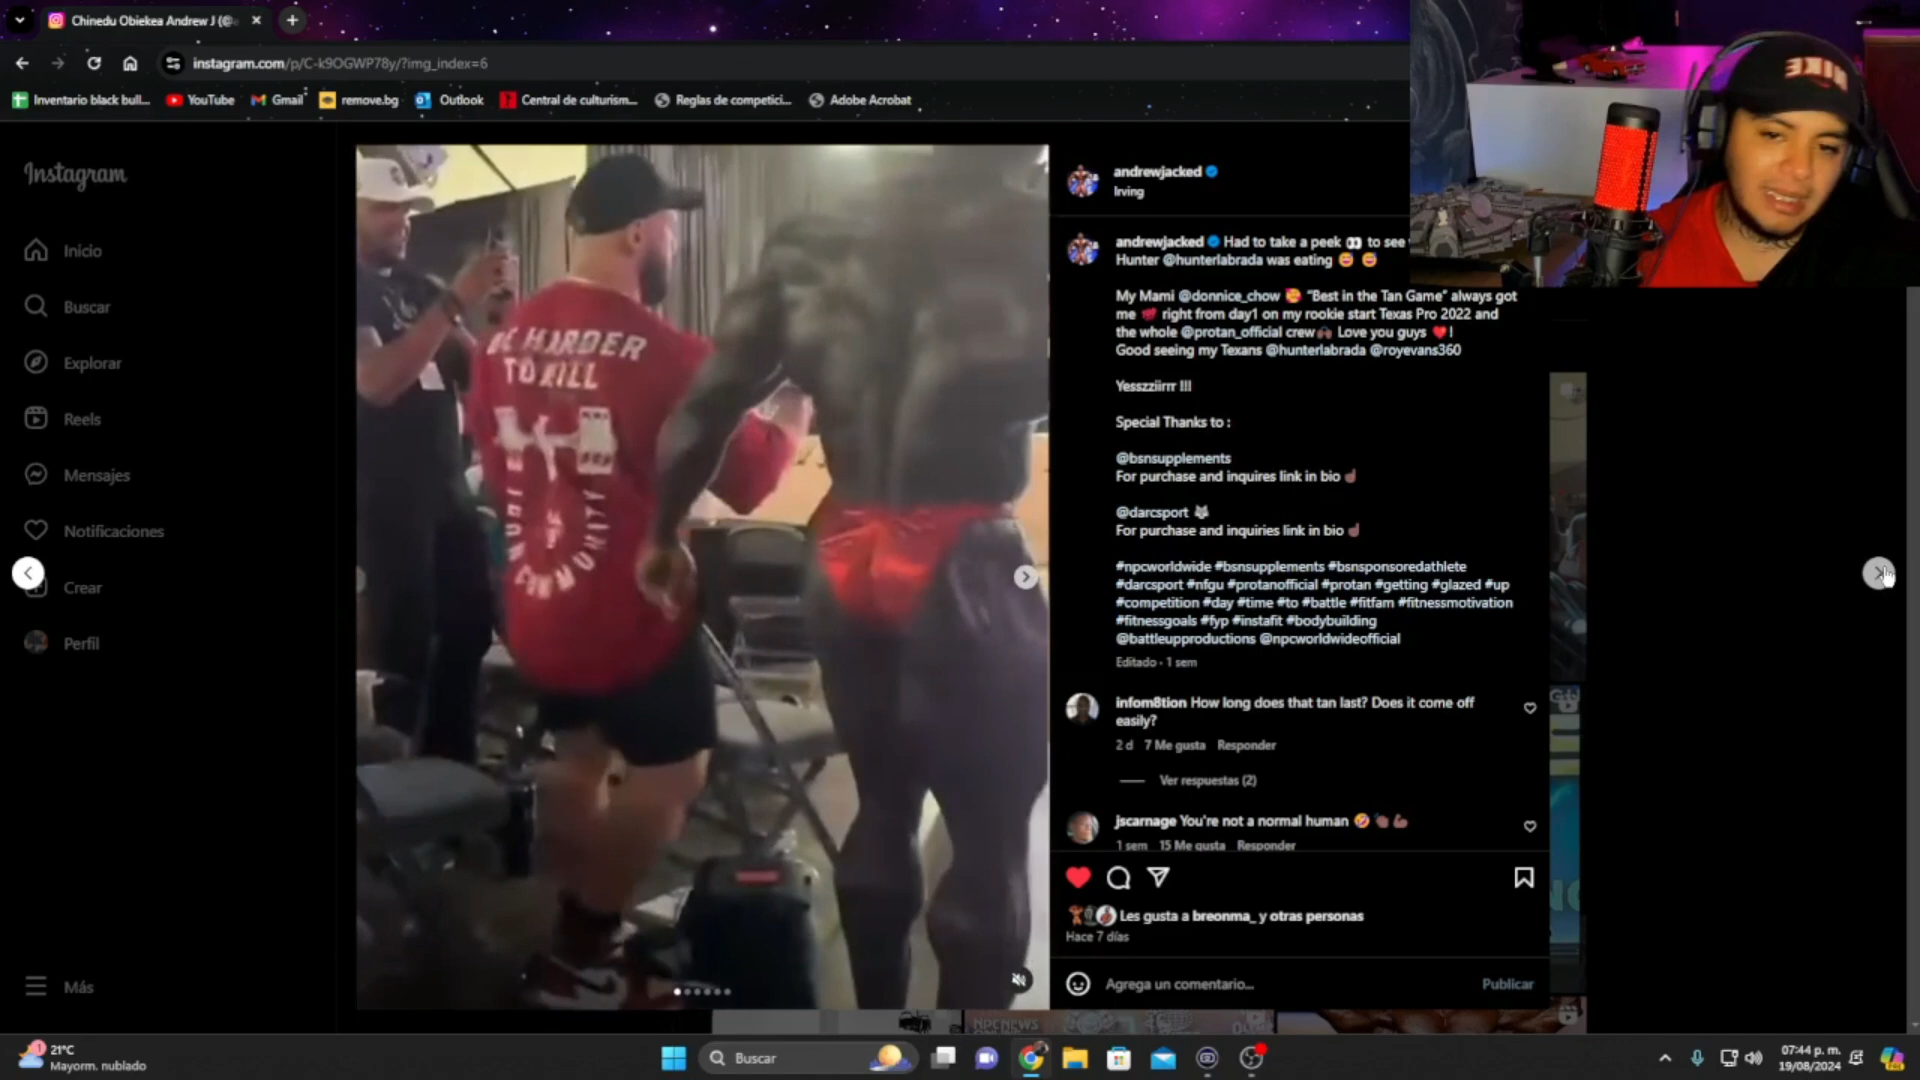 Chinedu Obiekea Andrew J (@
instagram.com/p/C-k9OGWP78y/?img_index=6
Inventario black bull...
YouTube
Gmail
remove.bg
Outlook
Central de culturism...
Reglas de competici...
Adobe Acrobat
NIKE
Instagram
Inicio
Buscar
Explorar
Reels
Mensajes
Notificaciones
Crear
Perfil
Más
HARDER
TO KILL
COMMUNITY
andrewjacked
Irving
andrewjacked Had to take a peek 👀 to see
Hunter @hunterlabrada was eating 😅 😅
My Mami @donnice_chow 🥰 “Best in the Tan Game” always got
me right from day1 on my rookie start Texas Pro 2022 and
the whole @protan_official crew Love you guys ❤️!
Good seeing my Texans @hunterlabrada @royevans360
Yesszziirrr !!!
Special Thanks to :
@bsnsupplements
For purchase and inquires link in bio
@darcsport 🐺
For purchase and inquiries link in bio
#npcworldwide #bsnsupplements #bsnsponsoredathlete
#darcsport #nfgu #protanofficial #protan #getting #glazed #up
#competition #day #time #to #battle #fitfam #fitnessmotivation
#fitnessgoals #fyp #instafit #bodybuilding
@battleupproductions @npcworldwideofficial
Editado · 1 sem
infom8tion How long does that tan last? Does it come off
easily?
2 d 7 Me gusta Responder
Ver respuestas (2)
jscarnage You're not a normal human 🤣
1 sem 15 Me gusta Responder
Les gusta a breonma_ y otras personas
Hace 7 días
Agrega un comentario...
Publicar
NPC NEWS
21°C
Mayorm. nublado
Buscar
07:44 p. m.
19/08/2024